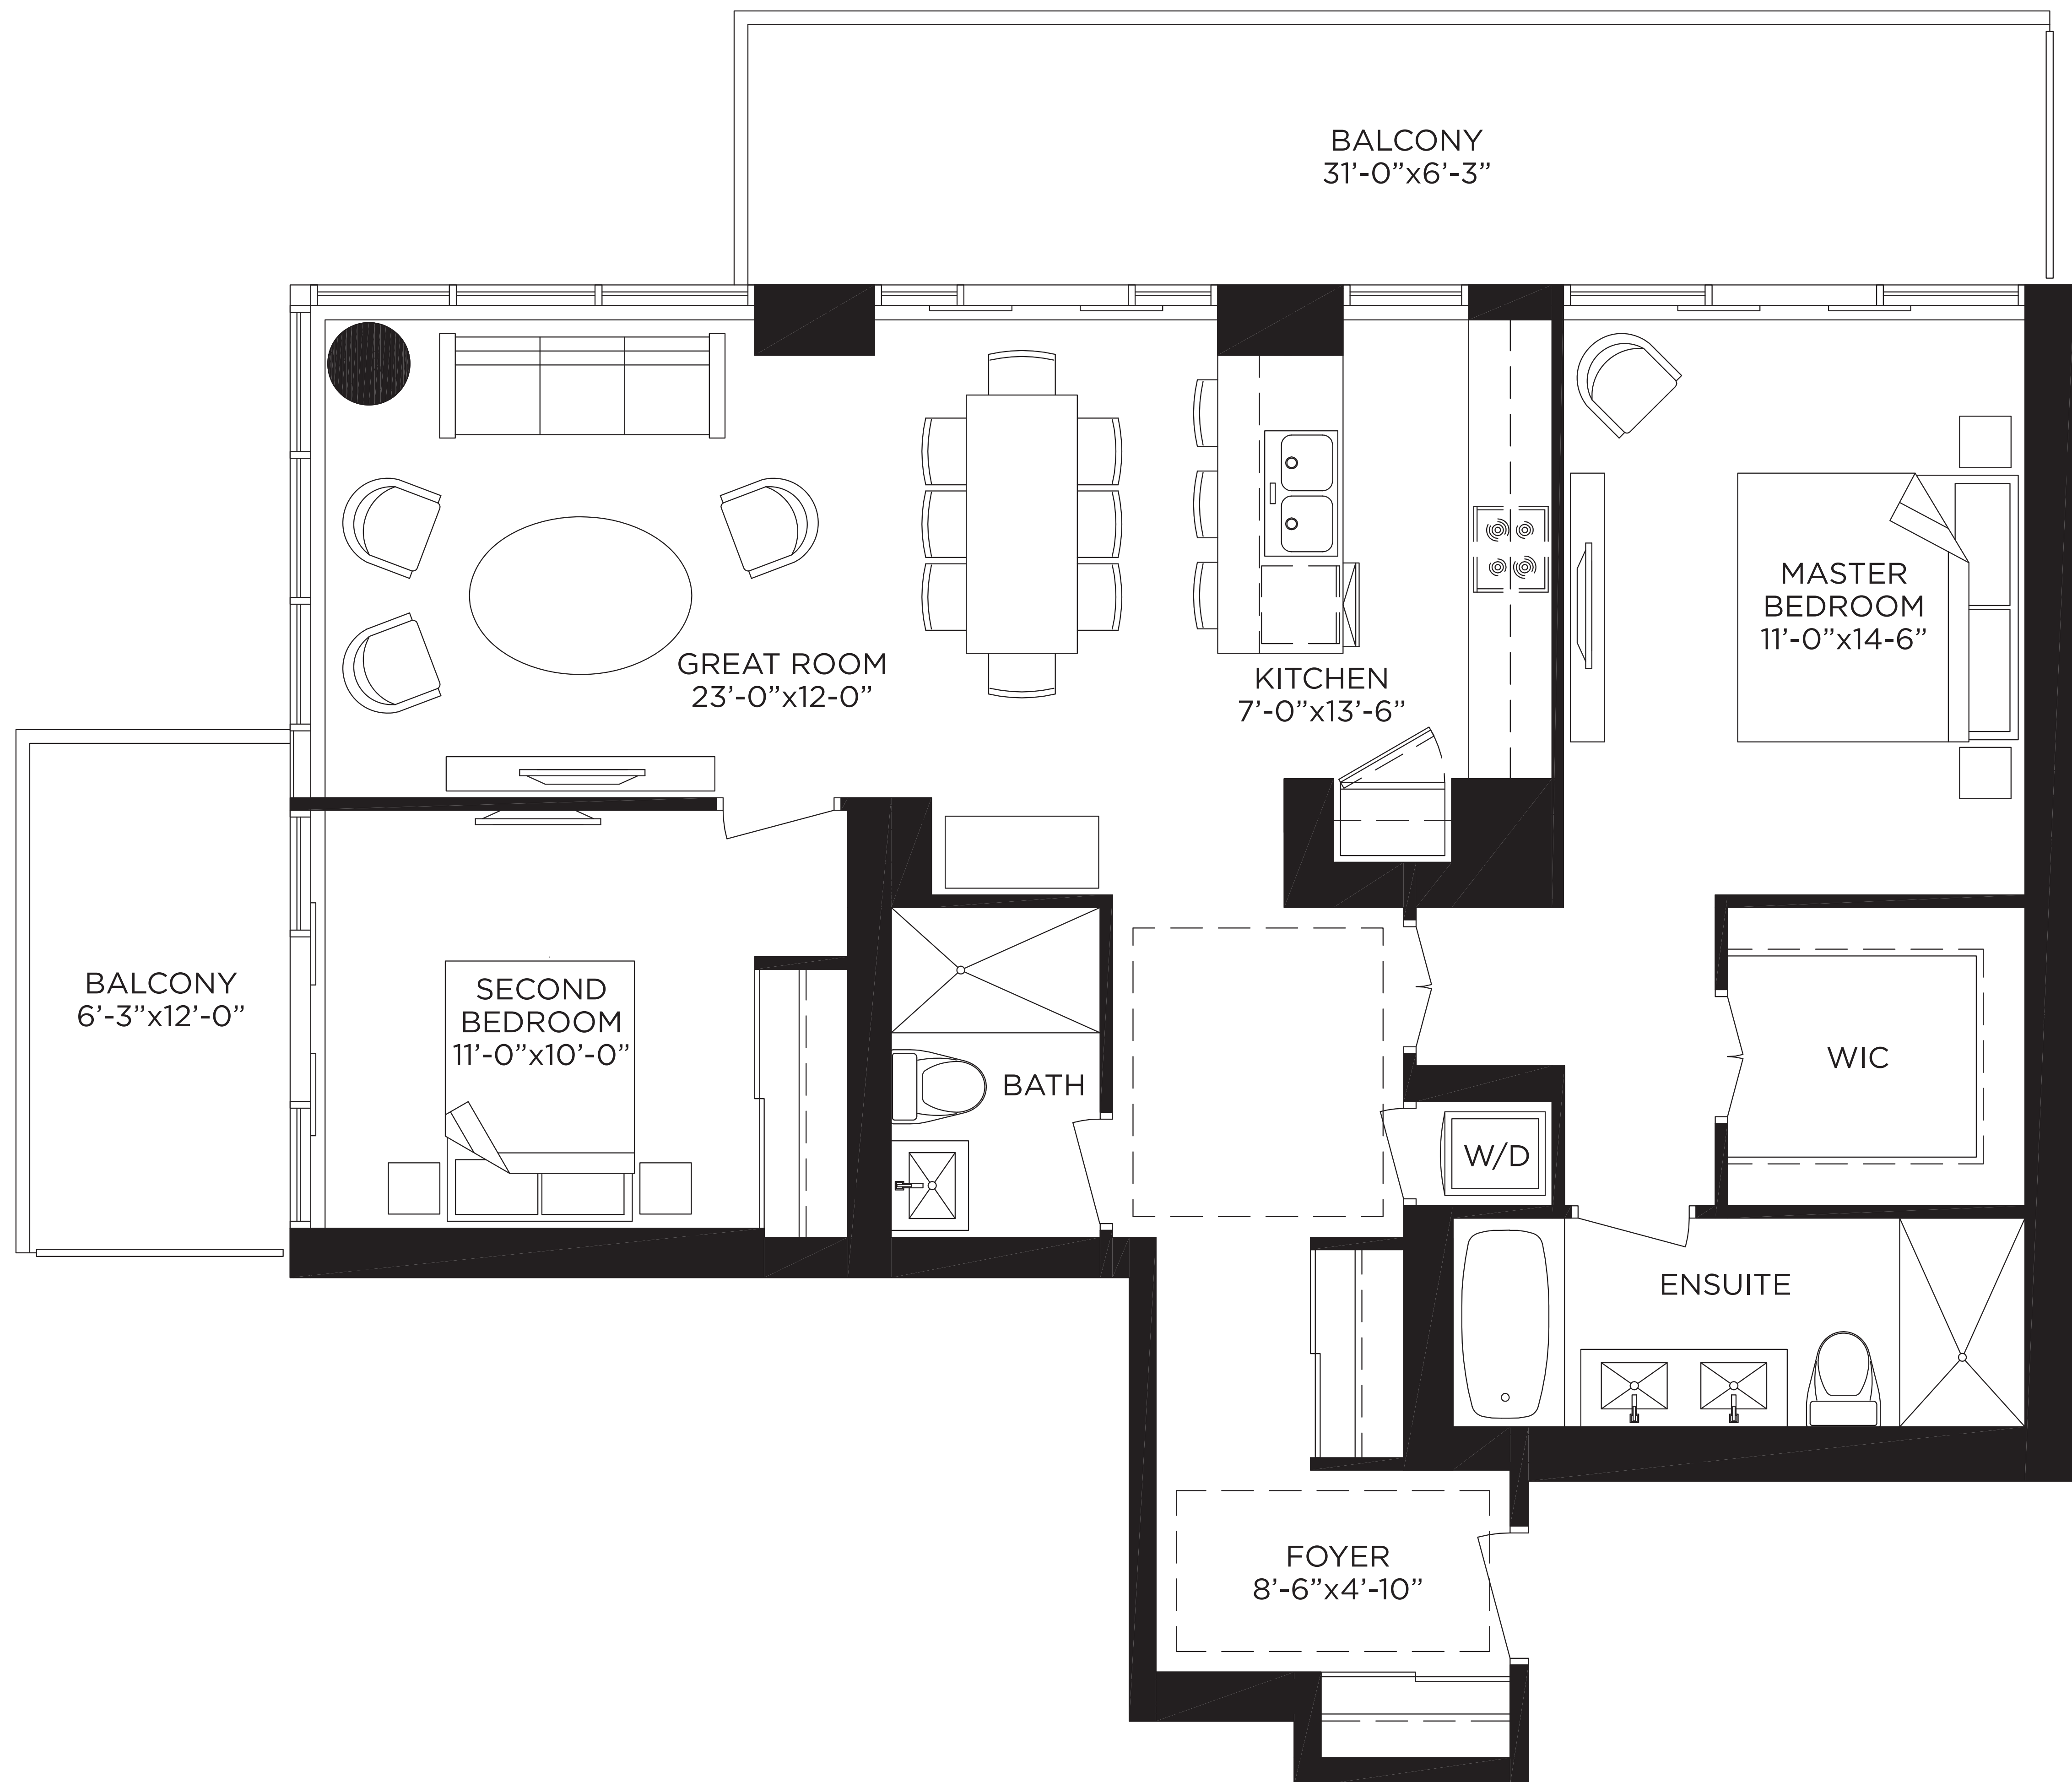 BALCONY
31’-0”x6’-3”
MASTER
BEDROOM
11’-0”x14-6”
GREAT ROOM
23’-0”x12-0”
KITCHEN
7’-0”x13’-6”
BALCONY
6’-3”x12’-0”
SECOND
BEDROOM
11’-0”x10’-0”
BATH
WIC
W/D
ENSUITE
FOYER
8’-6”x4’-10”